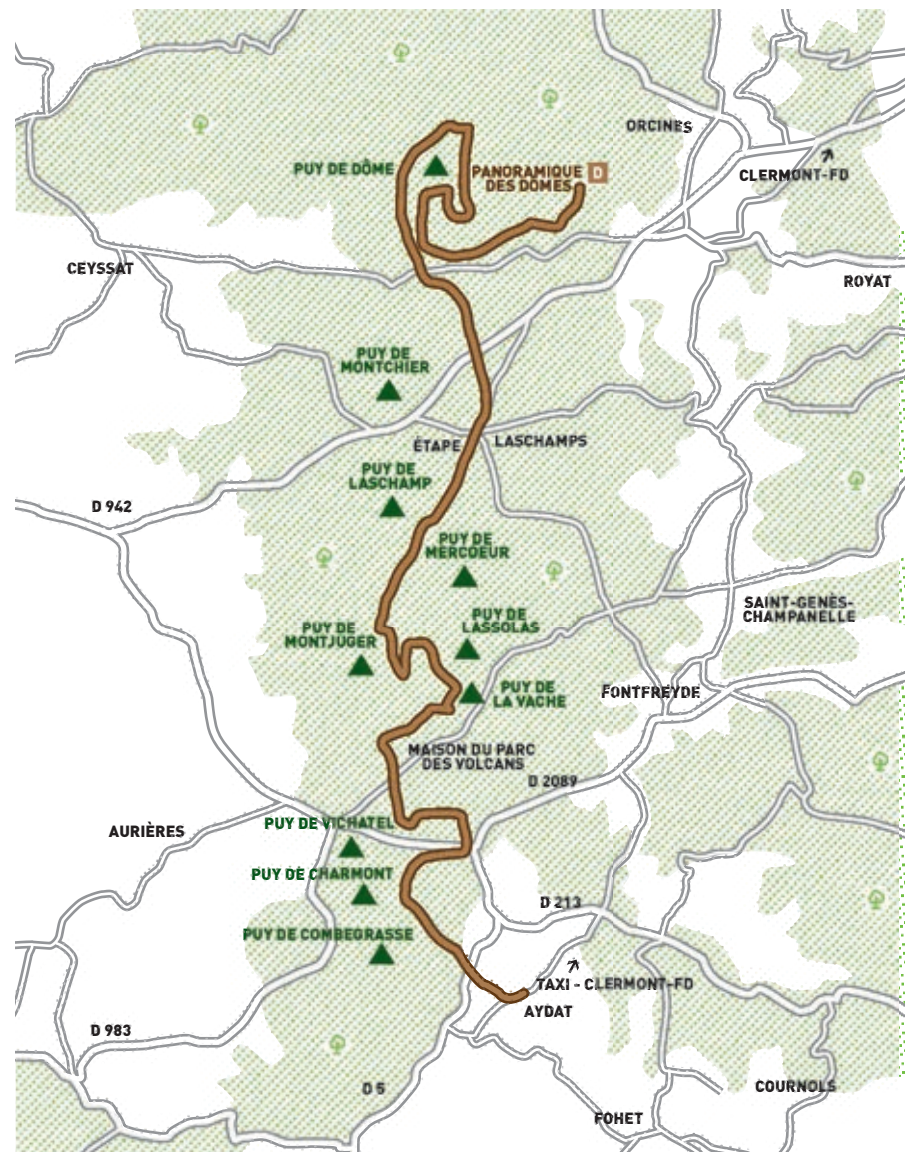 ORCINES
PUY DE DÔME
PANORAMIQUE
DES DÔMES
D
CLERMONT-FD
CEYSSAT
ROYAT
PUY DE
MONTCHIER
ÉTAPE
LASCHAMPS
PUY DE
LASCHAMP
D 942
PUY DE
MERCOEUR
SAINT-GENÈS-
CHAMPANELLE
PUY DE
LASSOLAS
PUY DE
MONTJUGER
PUY DE
LA VACHE
FONTFREYDE
MAISON DU PARC
DES VOLCANS
D 2089
AURIÈRES
PUY DE VICHATEL
PUY DE CHARMONT
D 213
PUY DE COMBEGRASSE
TAXI - CLERMONT-FD
AYDAT
D 983
D 5
COURNOLS
FOHET